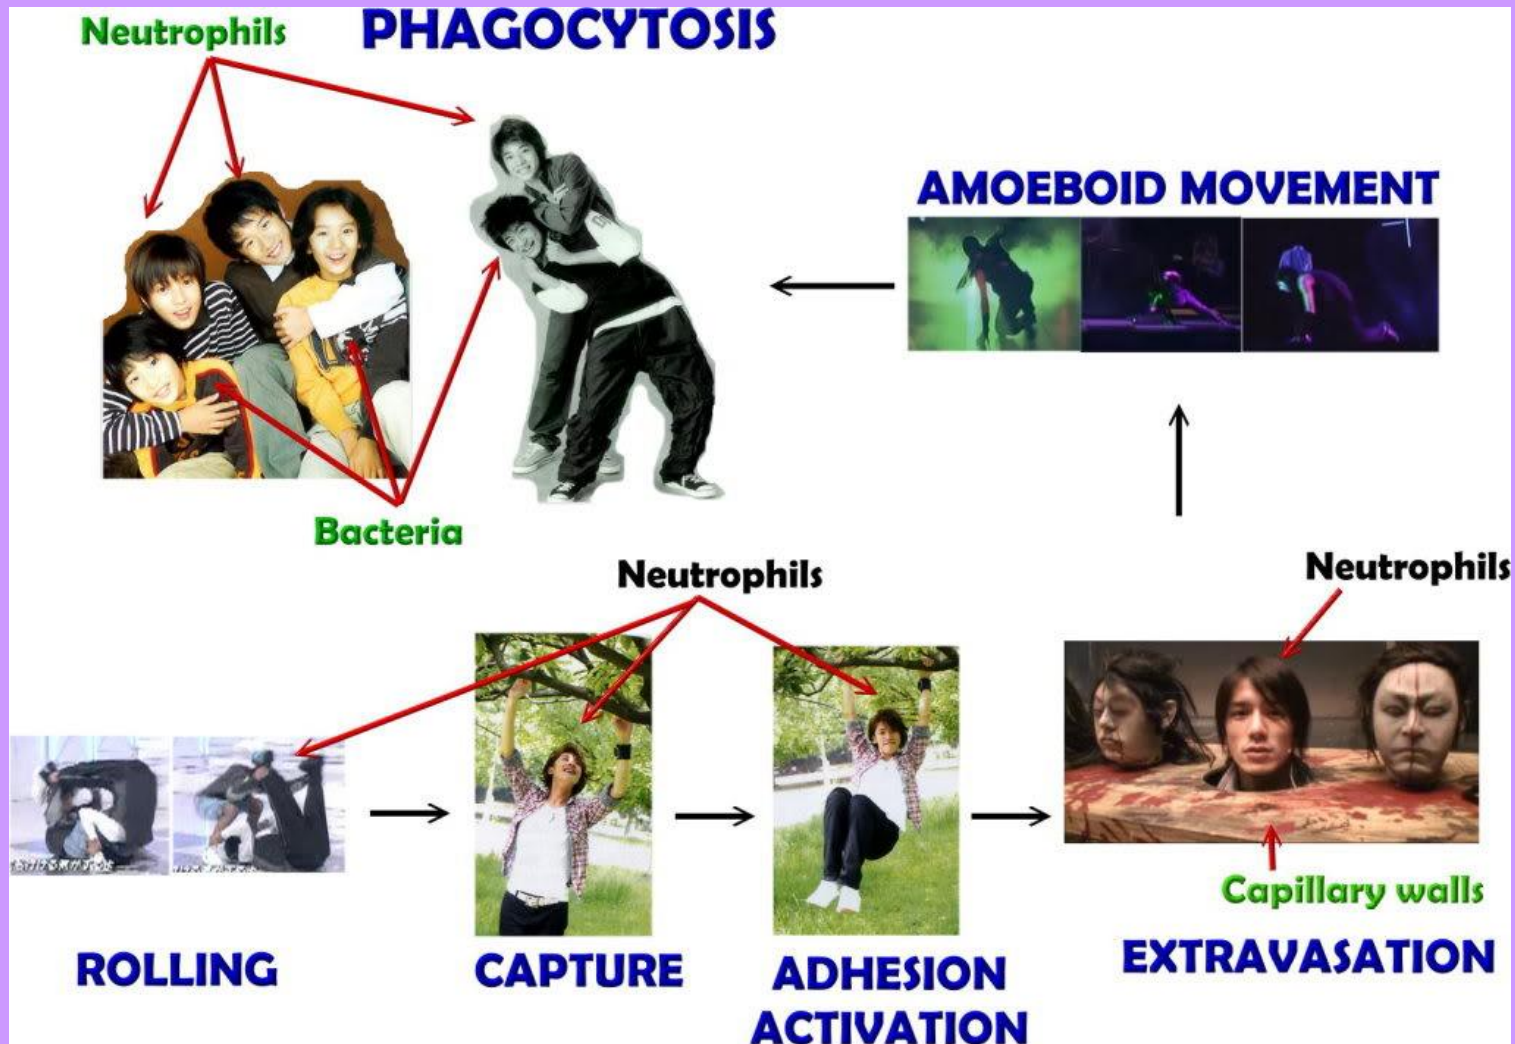 Neutrophils
PHAGOCYTOSIS
AMOEBOID MOVEMENT
Bacteria
Neutrophils
Neutrophils
Capillary walls
ROLLING
CAPTURE
ADHESION
ACTIVATION
EXTRAVASATION